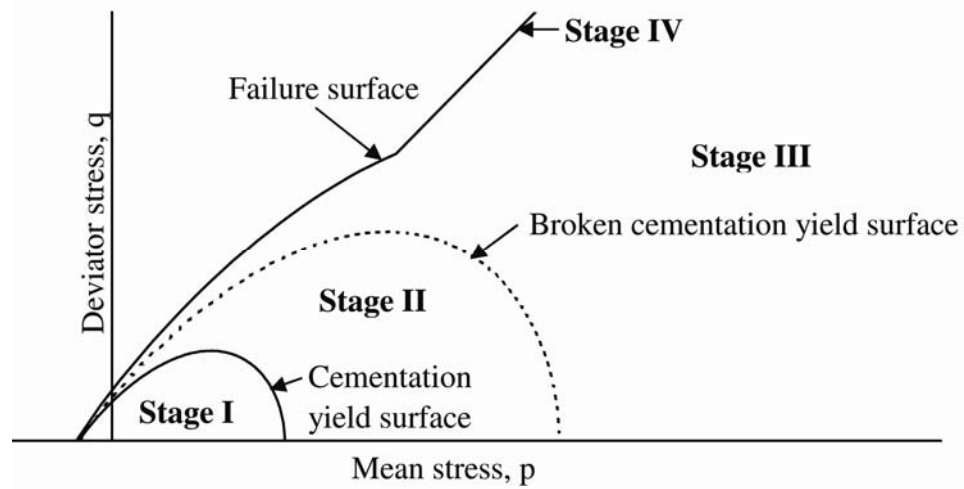 Stage IV
Failure surface
Deviator stress, q
Stage III
Broken cementation yield surface
Stage II
Cementation
yield surface
Stage I
Mean stress, p